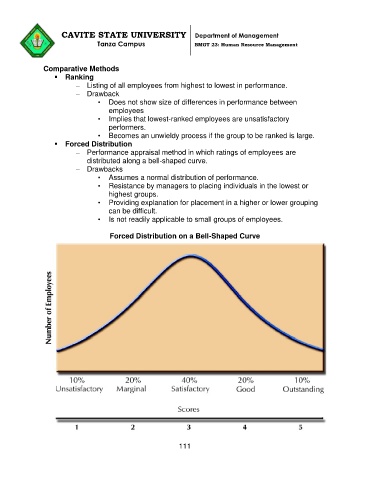 CAVITE STATE UNIVERSITY
Tanza Campus
Department of Management
BMGT 23: Human Resource Management
Comparative Methods
▪ Ranking
– Listing of all employees from highest to lowest in performance.
– Drawback
• Does not show size of differences in performance between
employees
• Implies that lowest-ranked employees are unsatisfactory
performers.
• Becomes an unwieldy process if the group to be ranked is large.
▪ Forced Distribution
– Performance appraisal method in which ratings of employees are
distributed along a bell-shaped curve.
– Drawbacks
• Assumes a normal distribution of performance.
• Resistance by managers to placing individuals in the lowest or
highest groups.
• Providing explanation for placement in a higher or lower grouping
can be difficult.
• Is not readily applicable to small groups of employees.
Forced Distribution on a Bell-Shaped Curve
Number of Employees
10% 20% 40% 20% 10%
Unsatisfactory Marginal Satisfactory Good Outstanding
Scores
1 2 3 4 5
111